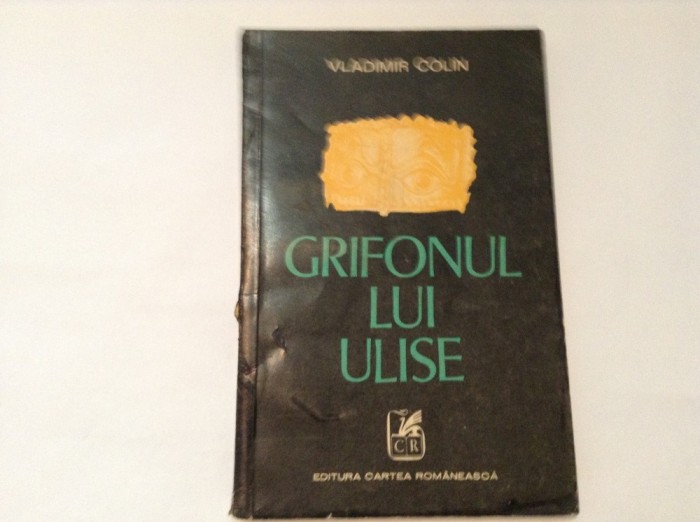 VLADIMIR COLIN
GRIFONUL
LUI
ULISE
CR
EDITURA CARTEA ROMÂNEASCĂ